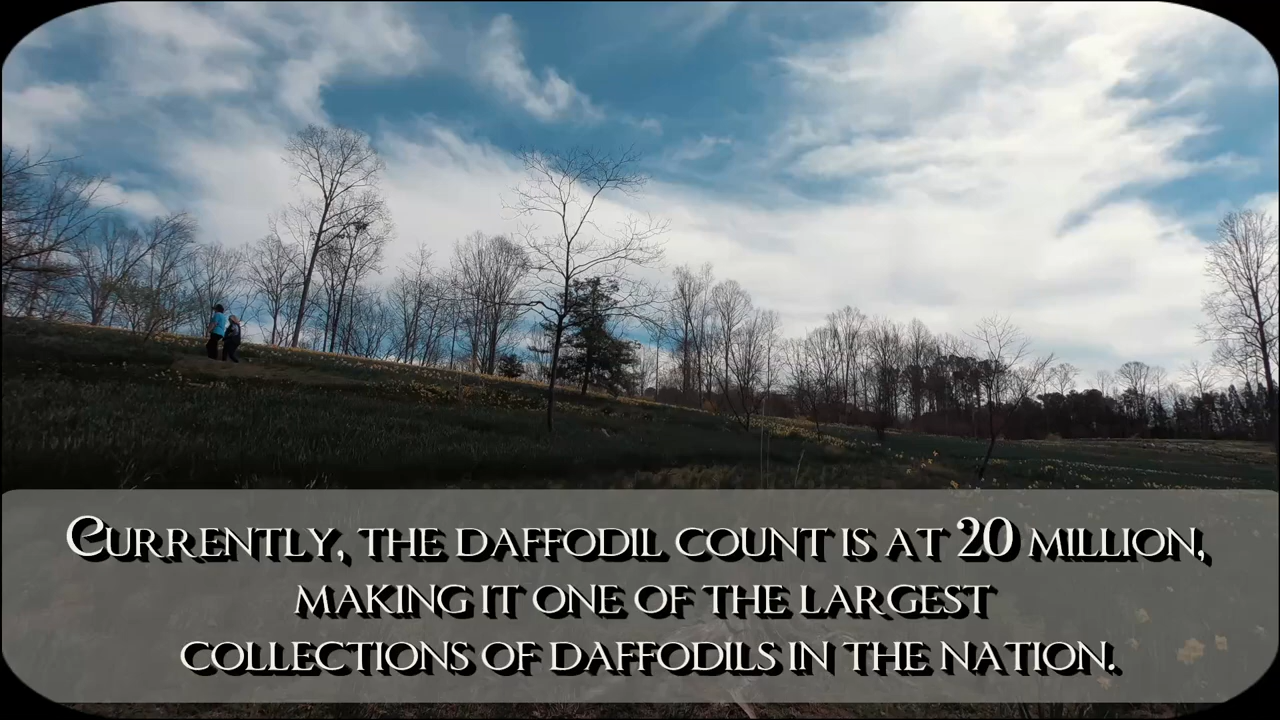 Currently, the daffodil count is at 20 million,
making it one of the largest
collections of daffodils in the nation.